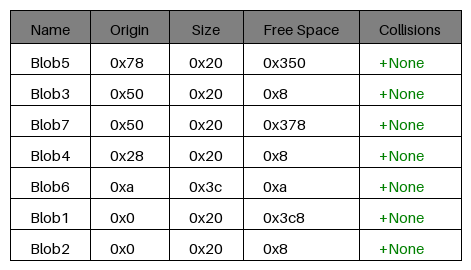 Name Origin Size Free Space Collisions
Blob5 0x78 0x20 0x350 +None
Blob3 0x50 0x20 0x8 +None
Blob7 0x50 0x20 0x378 +None
Blob4 0x28 0x20 0x8 +None
Blob6 0xa 0x3c 0xa +None
Blob1 0x0 0x20 0x3c8 +None
Blob2 0x0 0x20 0x8 +None